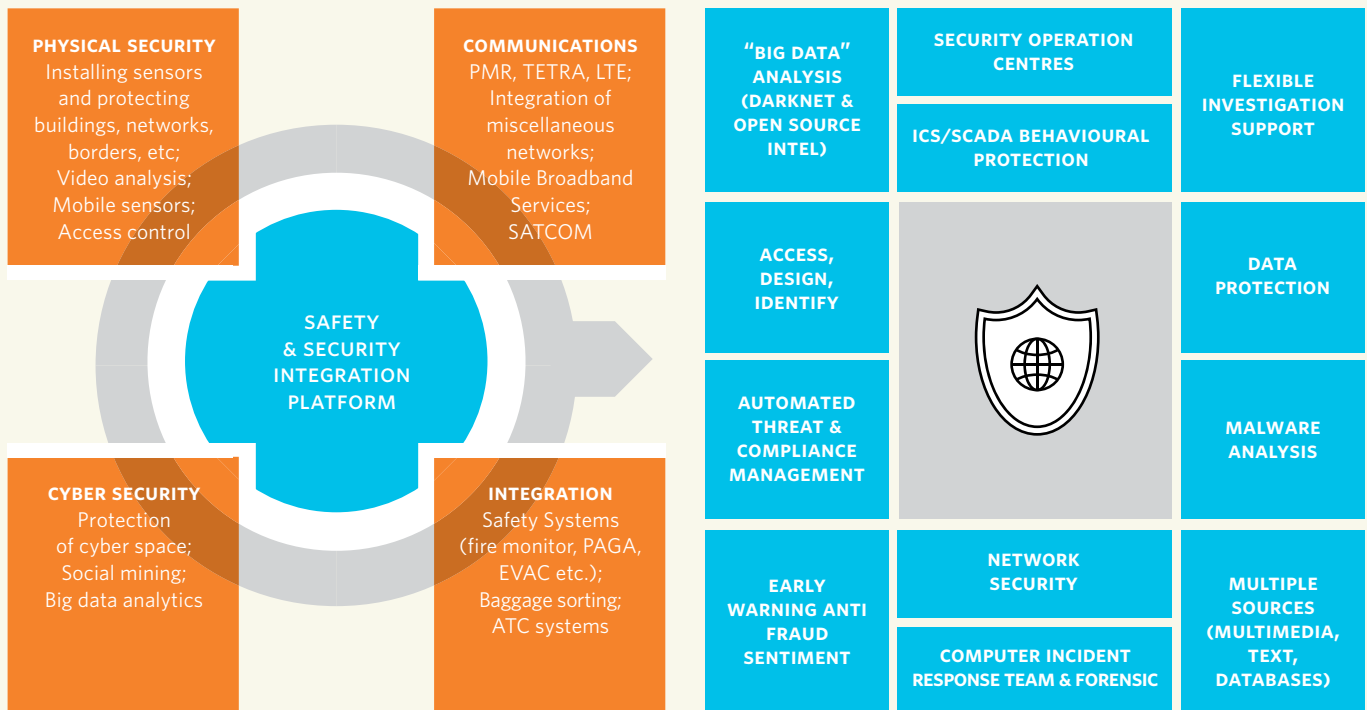 PHYSICAL SECURITY
Installing sensors
and protecting
buildings, networks,
borders, etc;
Video analysis;
Mobile sensors;
Access control
COMMUNICATIONS
PMR, TETRA, LTE;
Integration of
miscellaneous
networks;
Mobile Broadband
Services;
SATCOM
SAFETY
& SECURITY
INTEGRATION
PLATFORM
CYBER SECURITY
Protection
of cyber space;
Social mining;
Big data analytics
INTEGRATION
Safety Systems
(fire monitor, PAGA,
EVAC etc.);
Baggage sorting;
ATC systems
“BIG DATA”
ANALYSIS
(DARKNET &
OPEN SOURCE
INTEL)
SECURITY OPERATION
CENTRES
ICS/SCADA BEHAVIOURAL
PROTECTION
FLEXIBLE
INVESTIGATION
SUPPORT
ACCESS,
DESIGN,
IDENTIFY
DATA
PROTECTION
AUTOMATED
THREAT &
COMPLIANCE
MANAGEMENT
MALWARE
ANALYSIS
EARLY
WARNING ANTI
FRAUD
SENTIMENT
NETWORK
SECURITY
COMPUTER INCIDENT
RESPONSE TEAM & FORENSIC
MULTIPLE
SOURCES
(MULTIMEDIA,
TEXT,
DATABASES)